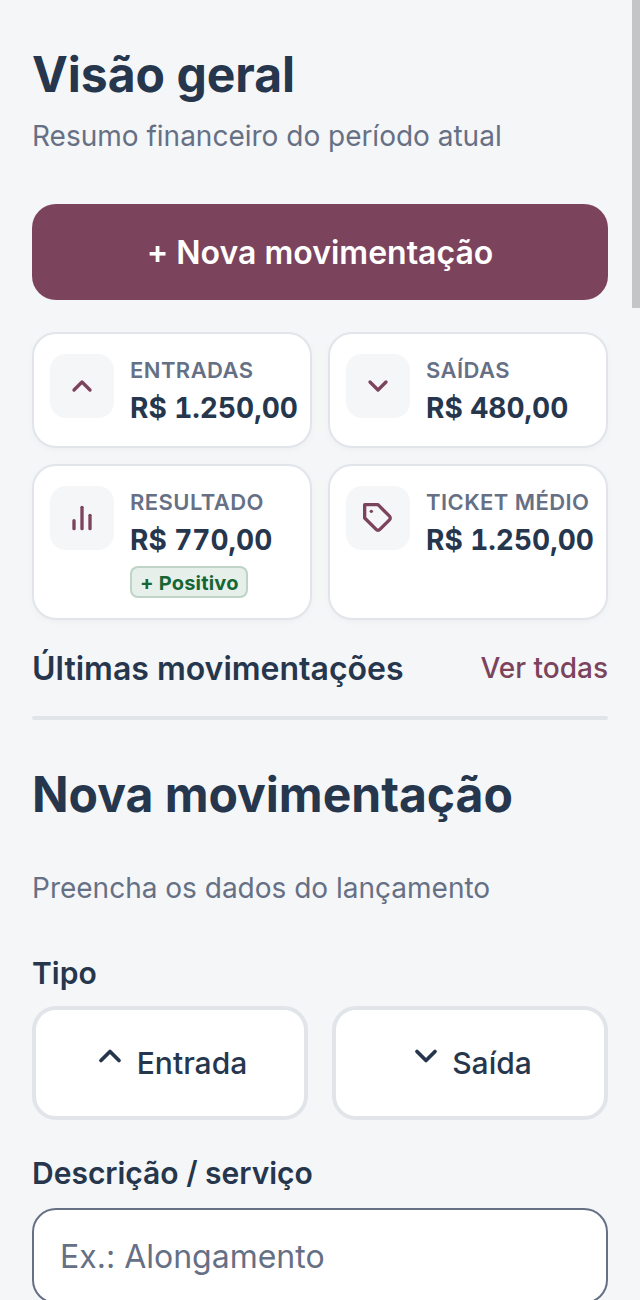 Visão geral
Resumo financeiro do período atual
+ Nova movimentação
ENTRADAS
R$ 1.250,00
SAÍDAS
R$ 480,00
RESULTADO
R$ 770,00
+ Positivo
TICKET MÉDIO
R$ 1.250,00
Últimas movimentações
Ver todas
Nova movimentação
Preencha os dados do lançamento
Tipo
Entrada
Saída
Descrição / serviço
Ex.: Alongamento